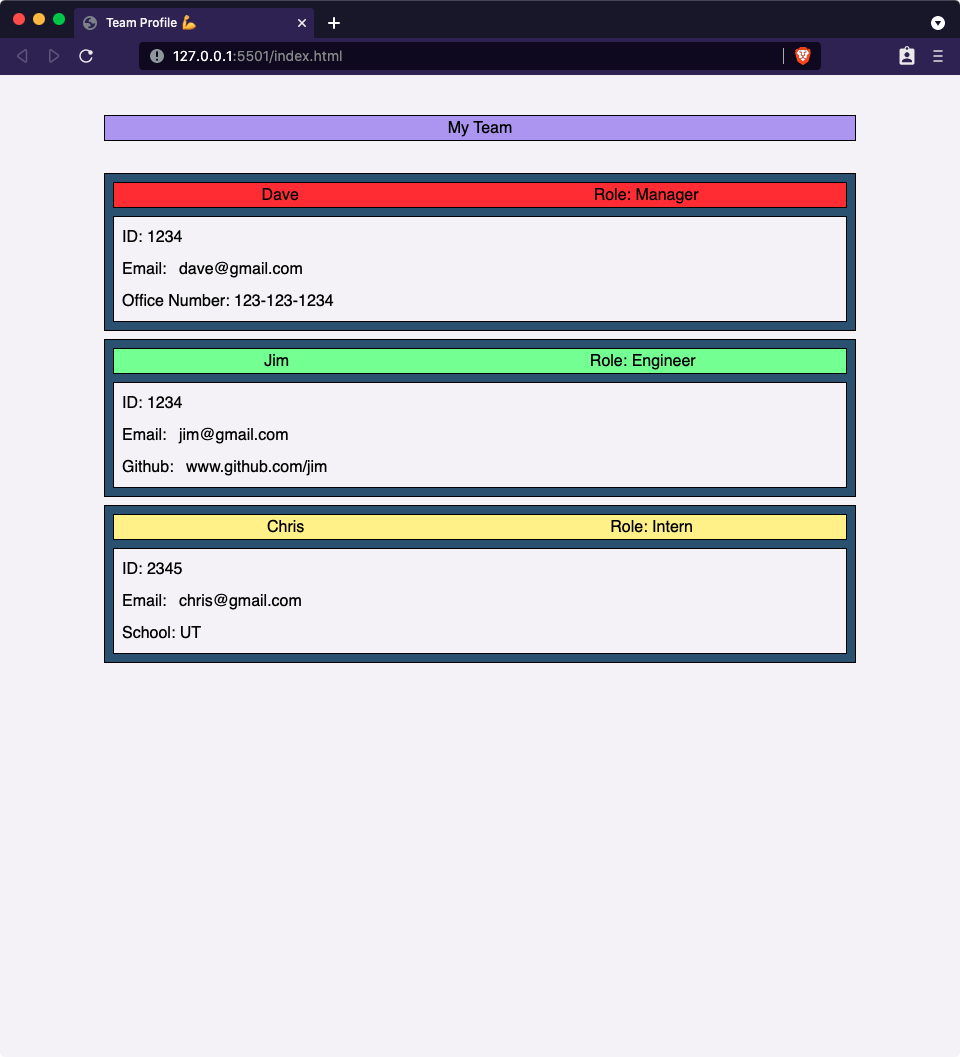 Team Profile 💪
127.0.0.1:5501/index.html
My Team
Dave Role: Manager
ID: 1234
Email: dave@gmail.com
Office Number: 123-123-1234
Jim Role: Engineer
ID: 1234
Email: jim@gmail.com
Github: www.github.com/jim
Chris Role: Intern
ID: 2345
Email: chris@gmail.com
School: UT